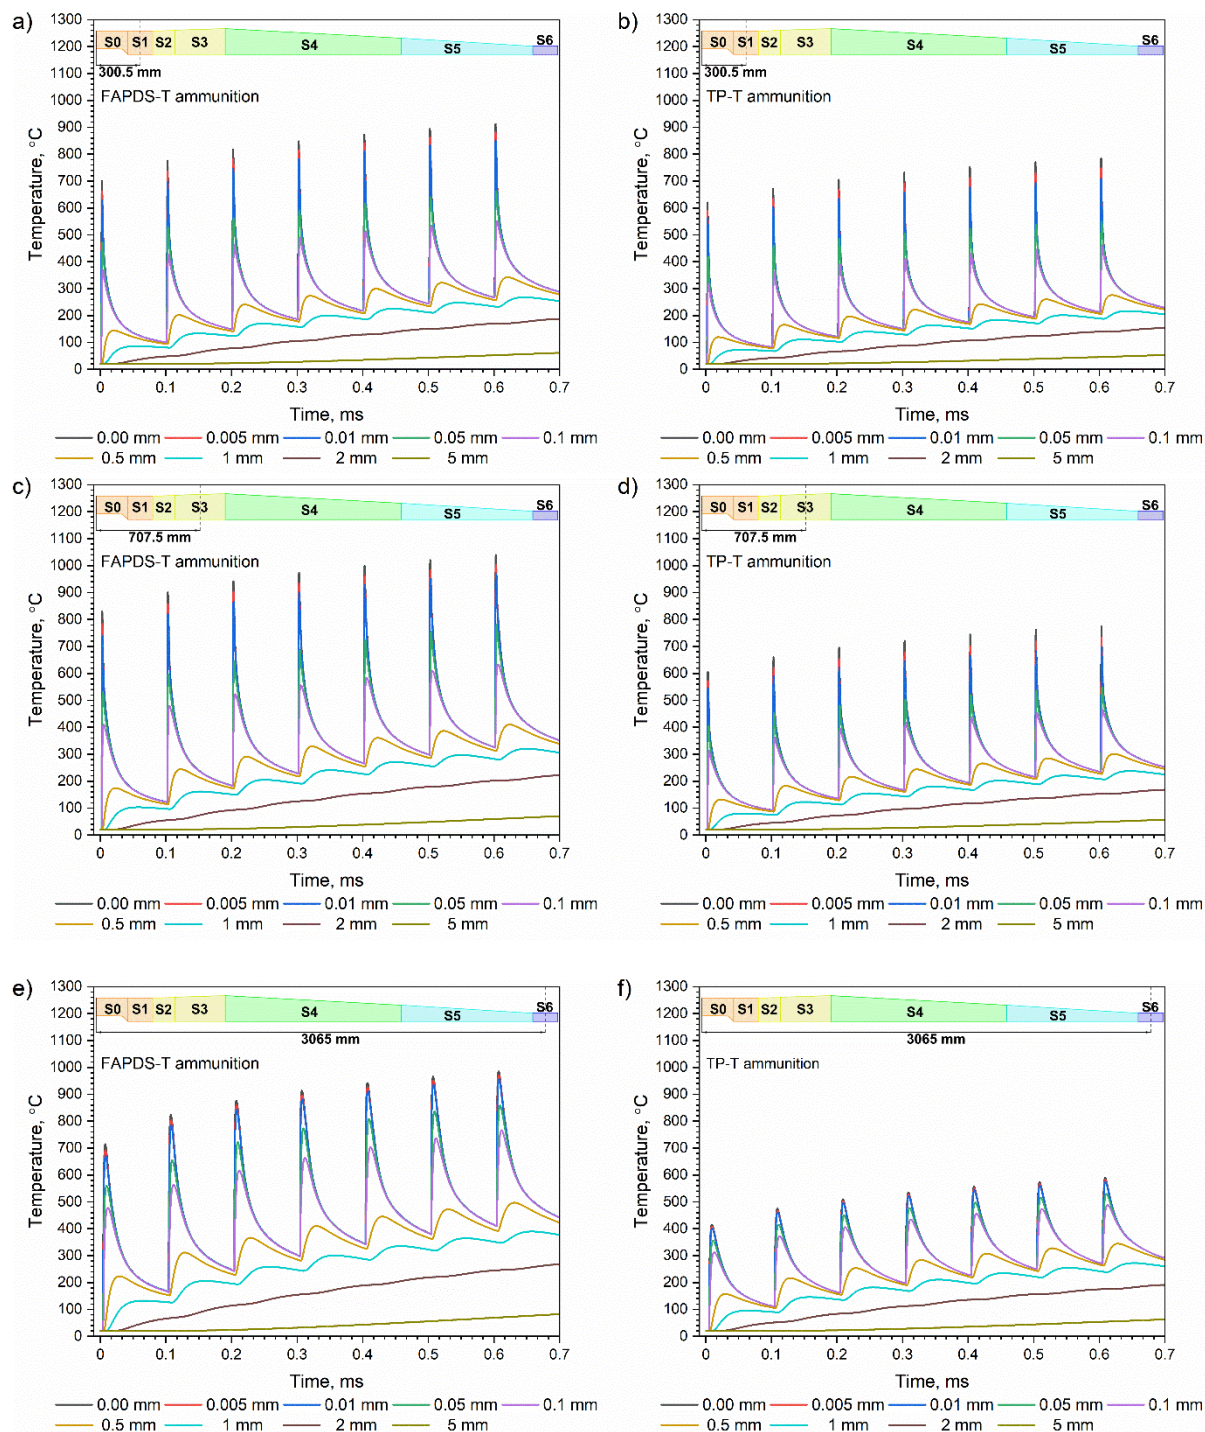 a)
1300
1200
1100
1000
900
800
700
600
500
400
300
200
100
0
Temperature, °C
S0 S1 S2 S3 S4 S5 S6
300.5 mm
FAPDS-T ammunition
0 0.1 0.2 0.3 0.4 0.5 0.6 0.7
Time, ms
0.00 mm 0.005 mm 0.01 mm 0.05 mm 0.1 mm
0.5 mm 1 mm 2 mm 5 mm
b)
1300
1200
1100
1000
900
800
700
600
500
400
300
200
100
0
Temperature, °C
S0 S1 S2 S3 S4 S5 S6
300.5 mm
TP-T ammunition
0 0.1 0.2 0.3 0.4 0.5 0.6 0.7
Time, ms
0.00 mm 0.005 mm 0.01 mm 0.05 mm 0.1 mm
0.5 mm 1 mm 2 mm 5 mm
c)
1300
1200
1100
1000
900
800
700
600
500
400
300
200
100
0
Temperature, °C
S0 S1 S2 S3 S4 S5 S6
707.5 mm
FAPDS-T ammunition
0 0.1 0.2 0.3 0.4 0.5 0.6 0.7
Time, ms
0.00 mm 0.005 mm 0.01 mm 0.05 mm 0.1 mm
0.5 mm 1 mm 2 mm 5 mm
d)
1300
1200
1100
1000
900
800
700
600
500
400
300
200
100
0
Temperature, °C
S0 S1 S2 S3 S4 S5 S6
707.5 mm
TP-T ammunition
0 0.1 0.2 0.3 0.4 0.5 0.6 0.7
Time, ms
0.00 mm 0.005 mm 0.01 mm 0.05 mm 0.1 mm
0.5 mm 1 mm 2 mm 5 mm
e)
1300
1200
1100
1000
900
800
700
600
500
400
300
200
100
0
Temperature, °C
S0 S1 S2 S3 S4 S5 S6
3065 mm
FAPDS-T ammunition
0 0.1 0.2 0.3 0.4 0.5 0.6 0.7
Time, ms
0.00 mm 0.005 mm 0.01 mm 0.05 mm 0.1 mm
0.5 mm 1 mm 2 mm 5 mm
f)
1300
1200
1100
1000
900
800
700
600
500
400
300
200
100
0
Temperature, °C
S0 S1 S2 S3 S4 S5 S6
3065 mm
TP-T ammunition
0 0.1 0.2 0.3 0.4 0.5 0.6 0.7
Time, ms
0.00 mm 0.005 mm 0.01 mm 0.05 mm 0.1 mm
0.5 mm 1 mm 2 mm 5 mm